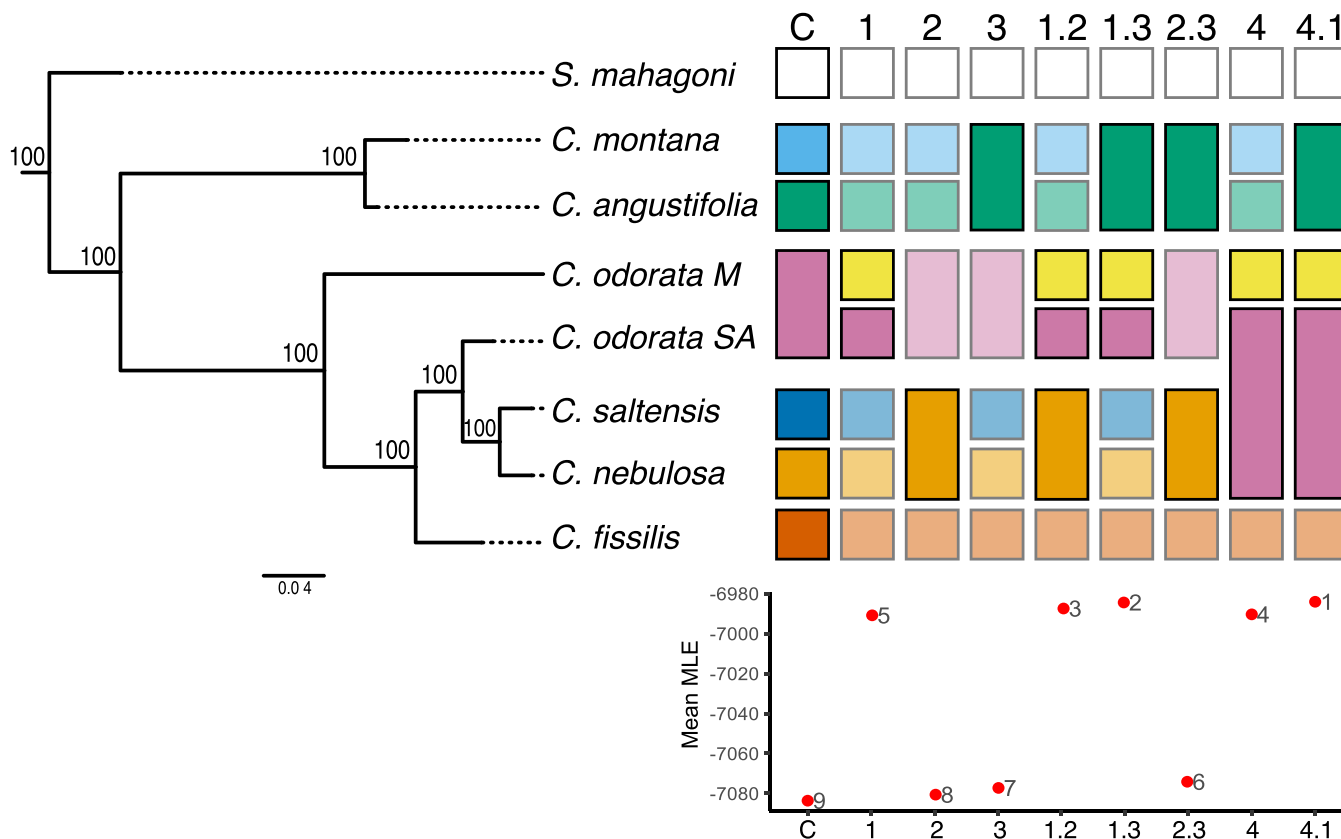 C 1 2 3 1.2 1.3 2.3 4 4.1
S. mahagoni
100
100
C. montana
C. angustifolia
100
C. odorata M
100
C. odorata SA
100
C. saltensis
100
100
C. nebulosa
C. fissilis
0.04
Mean MLE
-6980
-7000
-7020
-7040
-7060
-7080
9
5
8
7
3
2
6
4
1
C 1 2 3 1.2 1.3 2.3 4 4.1